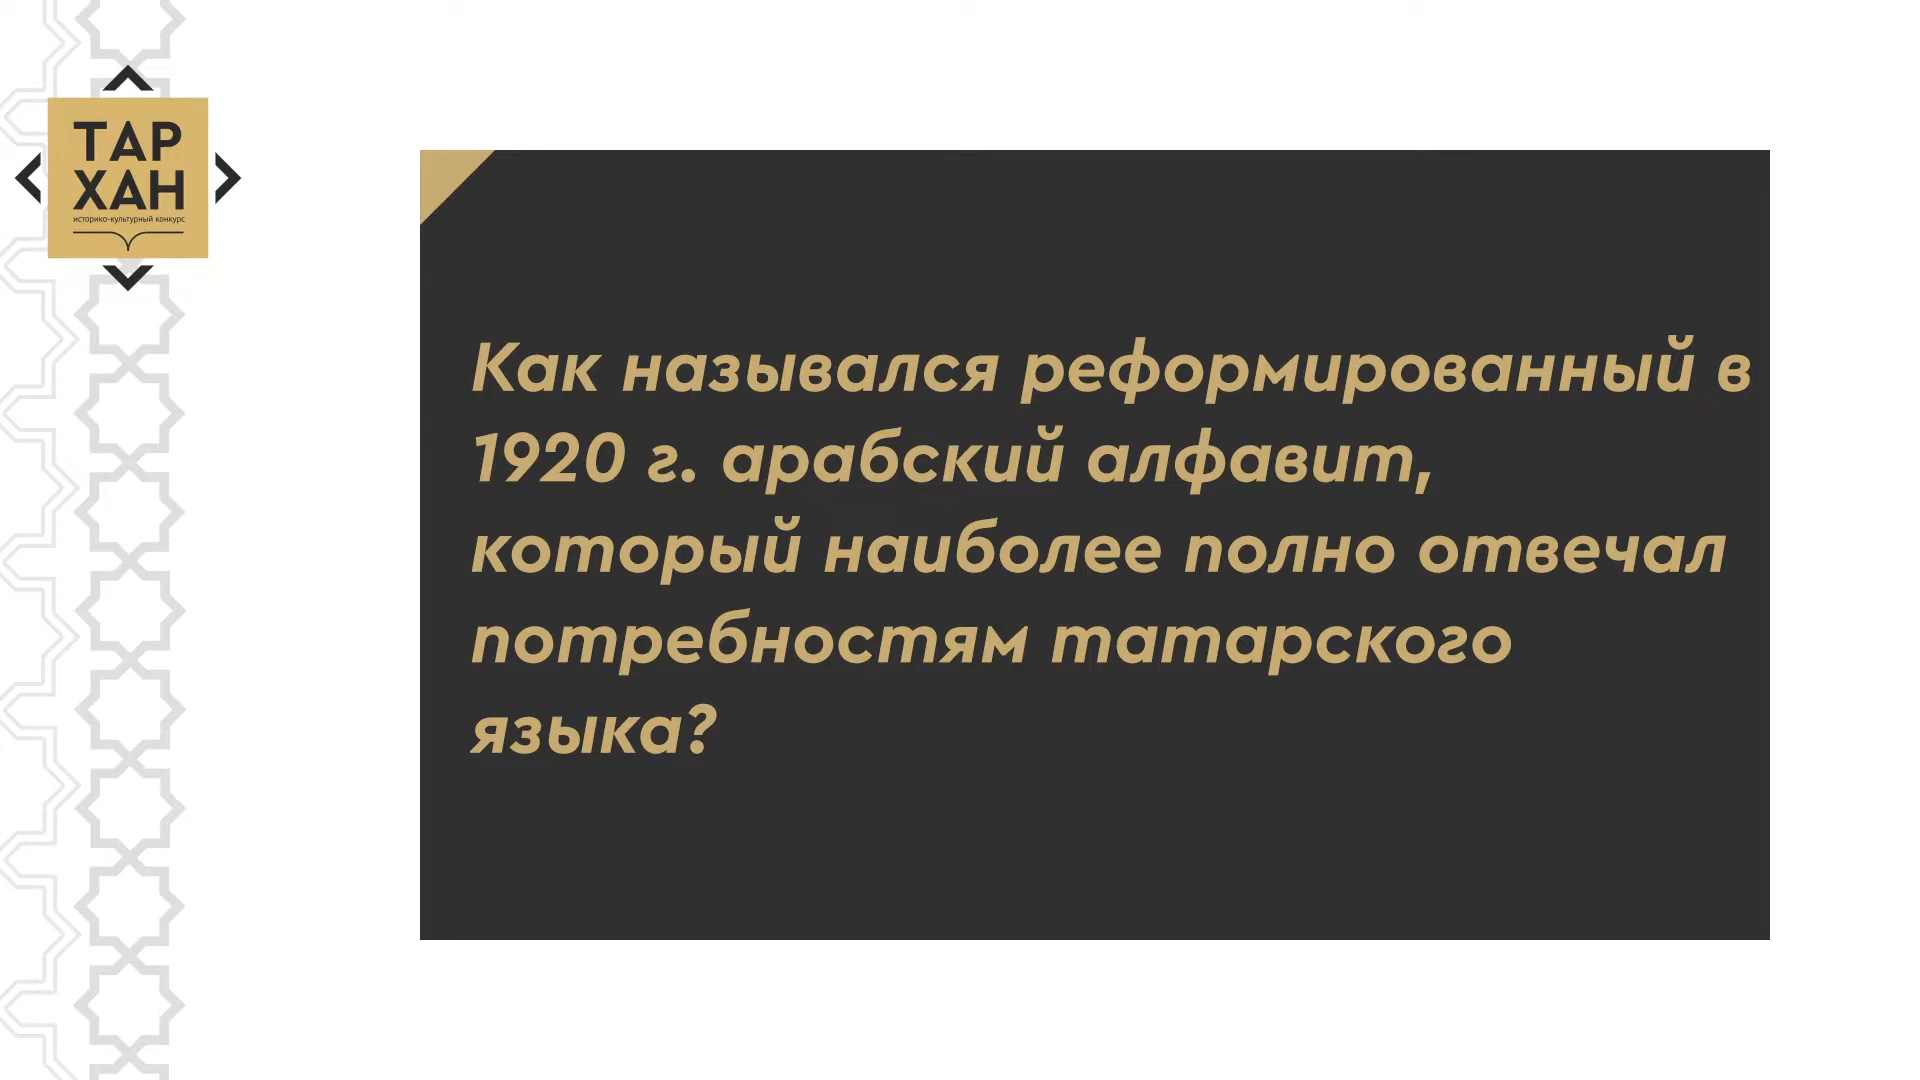 ТАР
ХАН
историко-культурный конкурс
Как назывался реформированный в
1920 г. арабский алфавит,
который наиболее полно отвечал
потребностям татарского
языка?